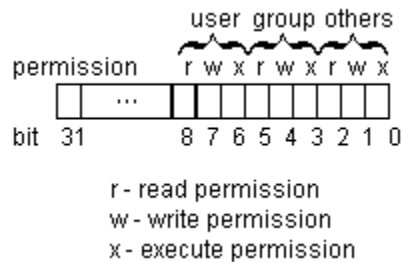 user group others
permission r w x r w x r w x
...
bit 31 8 7 6 5 4 3 2 1 0
r - read permission
w - write permission
x - execute permission